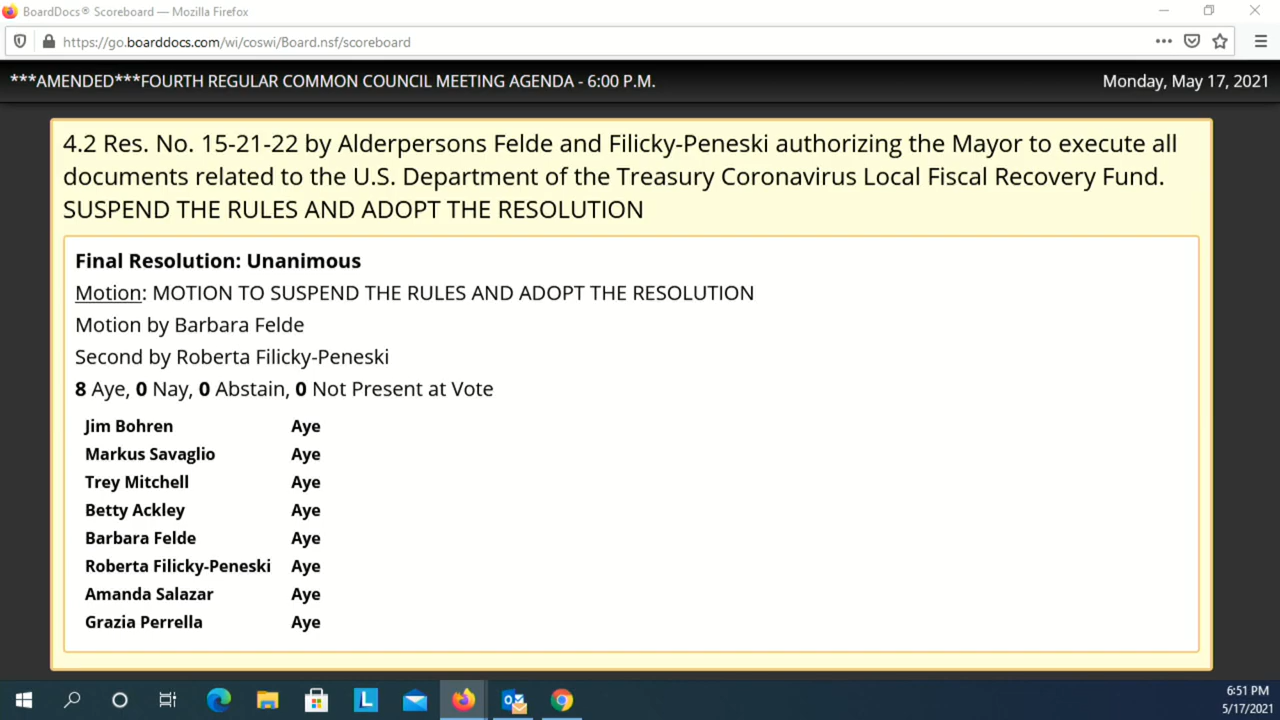 BoardDocs® Scoreboard — Mozilla Firefox
https://go.boarddocs.com/wi/coswi/Board.nsf/scoreboard
***AMENDED***FOURTH REGULAR COMMON COUNCIL MEETING AGENDA - 6:00 P.M.
Monday, May 17, 2021
4.2 Res. No. 15-21-22 by Alderpersons Felde and Filicky-Peneski authorizing the Mayor to execute all
documents related to the U.S. Department of the Treasury Coronavirus Local Fiscal Recovery Fund.
SUSPEND THE RULES AND ADOPT THE RESOLUTION
Final Resolution: Unanimous
Motion: MOTION TO SUSPEND THE RULES AND ADOPT THE RESOLUTION
Motion by Barbara Felde
Second by Roberta Filicky-Peneski
8 Aye, 0 Nay, 0 Abstain, 0 Not Present at Vote
Jim Bohren Aye
Markus Savaglio Aye
Trey Mitchell Aye
Betty Ackley Aye
Barbara Felde Aye
Roberta Filicky-Peneski Aye
Amanda Salazar Aye
Grazia Perrella Aye
L
6:51 PM
5/17/2021